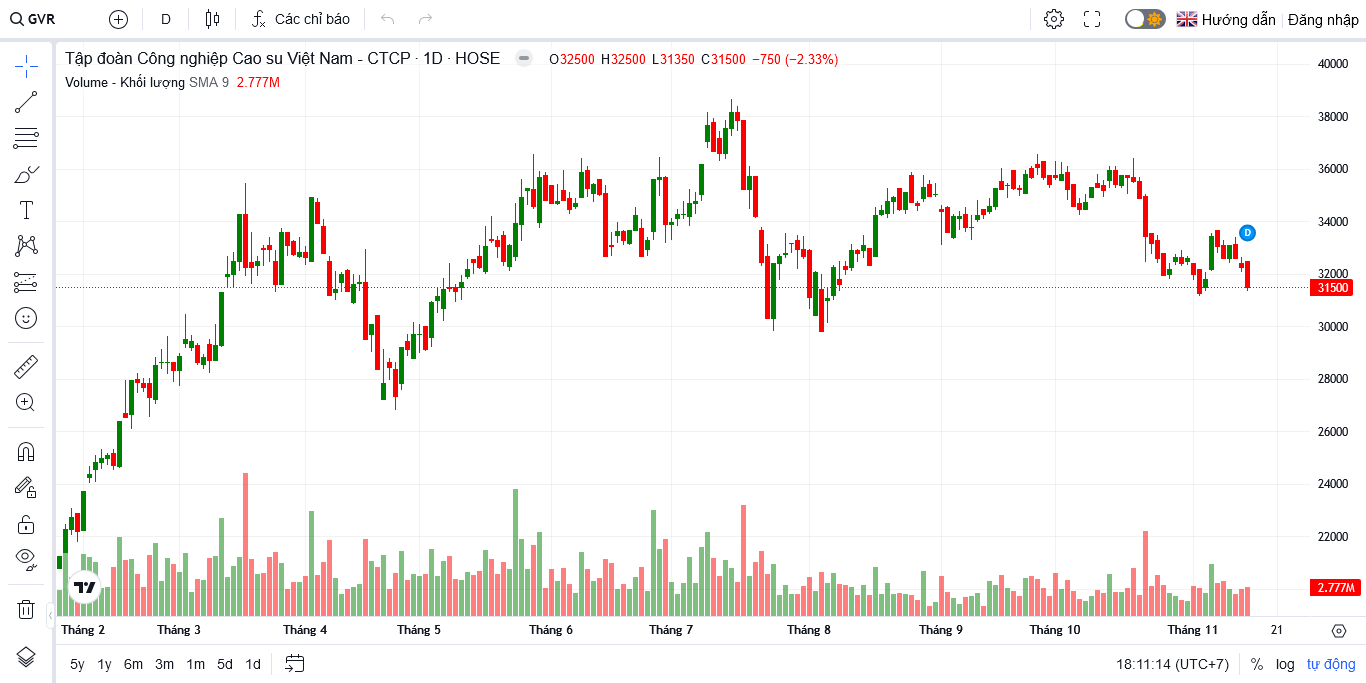 GVR D Các chỉ báo Hướng dẫn Đăng nhập
Tập đoàn Công nghiệp Cao su Việt Nam - CTCP · 1D · HOSE O32500 H32500 L31350 C31500 −750 (−2.33%)
Volume - Khối lượng SMA 9 2.777M
40000
38000
36000
34000
D
32000
31500
30000
28000
26000
24000
22000
2.777M
Tháng 2 Tháng 3 Tháng 4 Tháng 5 Tháng 6 Tháng 7 Tháng 8 Tháng 9 Tháng 10 Tháng 11 21
5y 1y 6m 3m 1m 5d 1d 18:11:14 (UTC+7) % log tự động